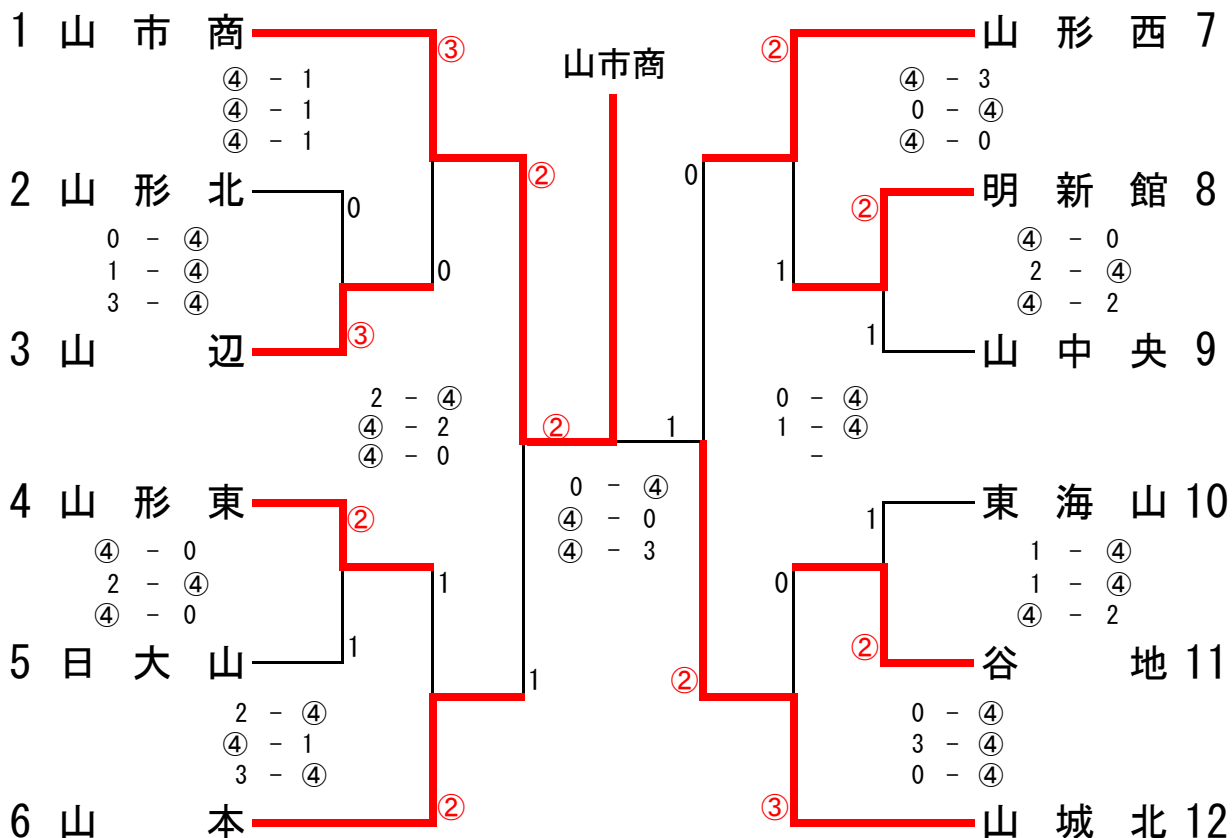 1 山市商
③
④ - 1
④ - 1
④ - 1
2 山形北
0
0 - ④
1 - ④
3 - ④
0
3 山辺
③
②
2 - ④
④ - 2
④ - 0
4 山形東
②
④ - 0
2 - ④
④ - 0
1
5 日大山
1
2 - ④
④ - 1
3 - ④
1
6 山本
②
山市商
②
1
0 - ④
④ - 0
④ - 3
山形西 7
②
④ - 3
0 - ④
④ - 0
0
明新館 8
②
④ - 0
2 - ④
④ - 2
1
山中央 9
1
0 - ④
1 - ④
-
東海山 10
1
1 - ④
1 - ④
④ - 2
0
谷地 11
②
②
0 - ④
3 - ④
0 - ④
山城北 12
③